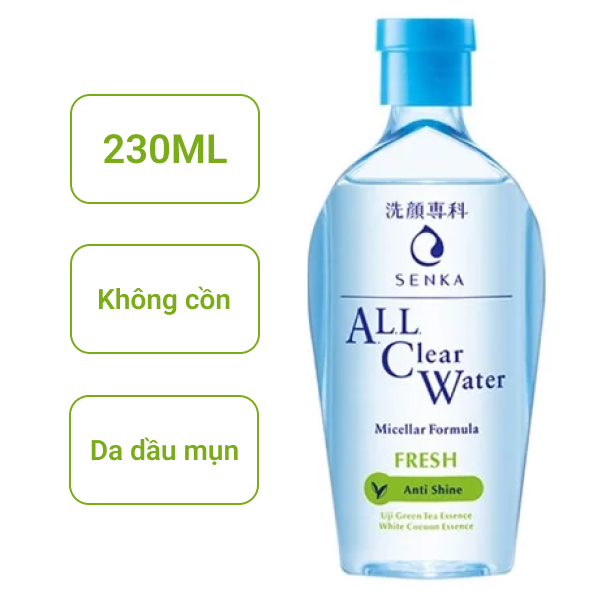 230ML
Không cồn
Da dầu mụn
洗顔専科
SENKA
A.L.L.
Clear
Water
Micellar Formula
FRESH
Anti Shine
Uji Green Tea Essence
White Cocoon Essence